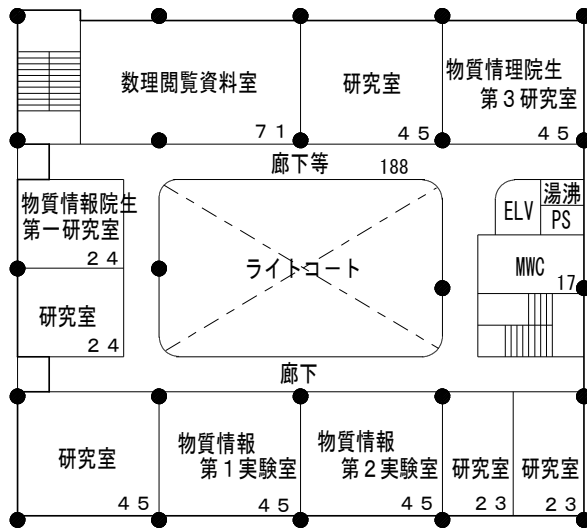 数理閲覧資料室
７１
研究室
４５
物質情理院生
第３研究室
４５
廊下等
188
物質情報院生
第一研究室
２４
研究室
２４
ライトコート
ELV
湯沸
PS
MWC
17
廊下
研究室
４５
物質情報
第１実験室
４５
物質情報
第２実験室
４５
研究室
２３
研究室
２３